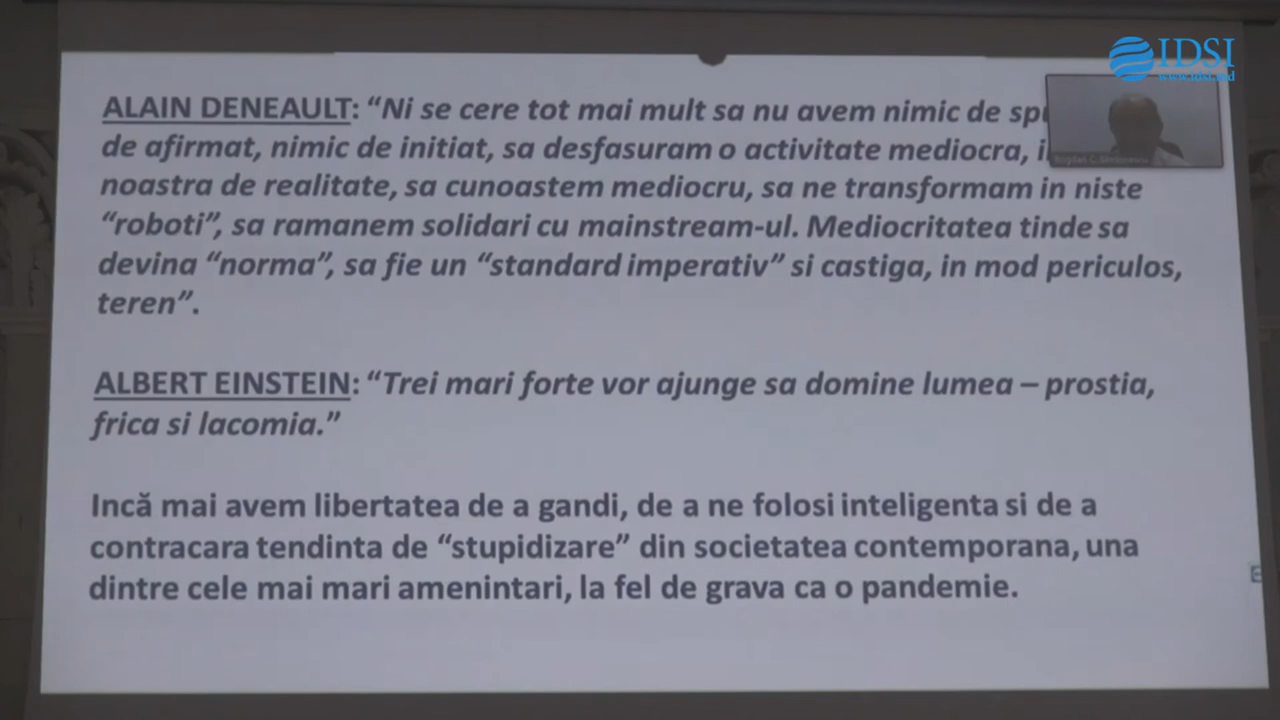 IDSI
www.idsi.md
ALAIN DENEAULT: “Ni se cere tot mai mult sa nu avem nimic de
de afirmat, nimic de initiat, sa desfasuram o activitate mediocra,
noastra de realitate, sa cunoastem mediocru, sa ne transformam in niste
“roboti”, sa ramanem solidari cu mainstream-ul. Mediocritatea tinde sa
devina “norma”, sa fie un “standard imperativ” si castiga, in mod periculos,
teren”.
ALBERT EINSTEIN: “Trei mari forte vor ajunge sa domine lumea – prostia,
frica si lacomia.”
Incă mai avem libertatea de a gandi, de a ne folosi inteligenta si de a
contracara tendinta de “stupidizare” din societatea contemporana, una
dintre cele mai mari amenintari, la fel de grava ca o pandemie.